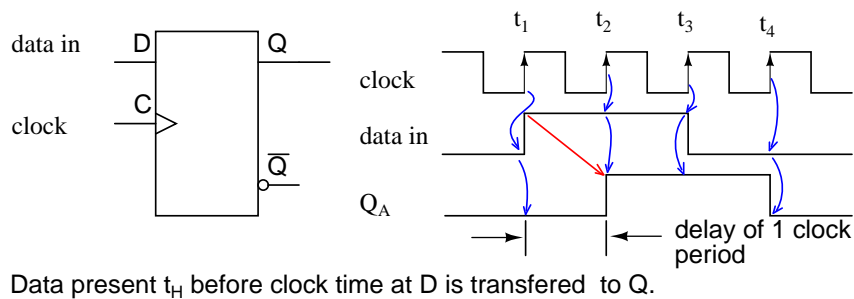 data in
D
Q
C
clock
Q
t1
t2
t3
t4
clock
data in
QA
delay of 1 clock
period
Data present tH before clock time at D is transfered to Q.